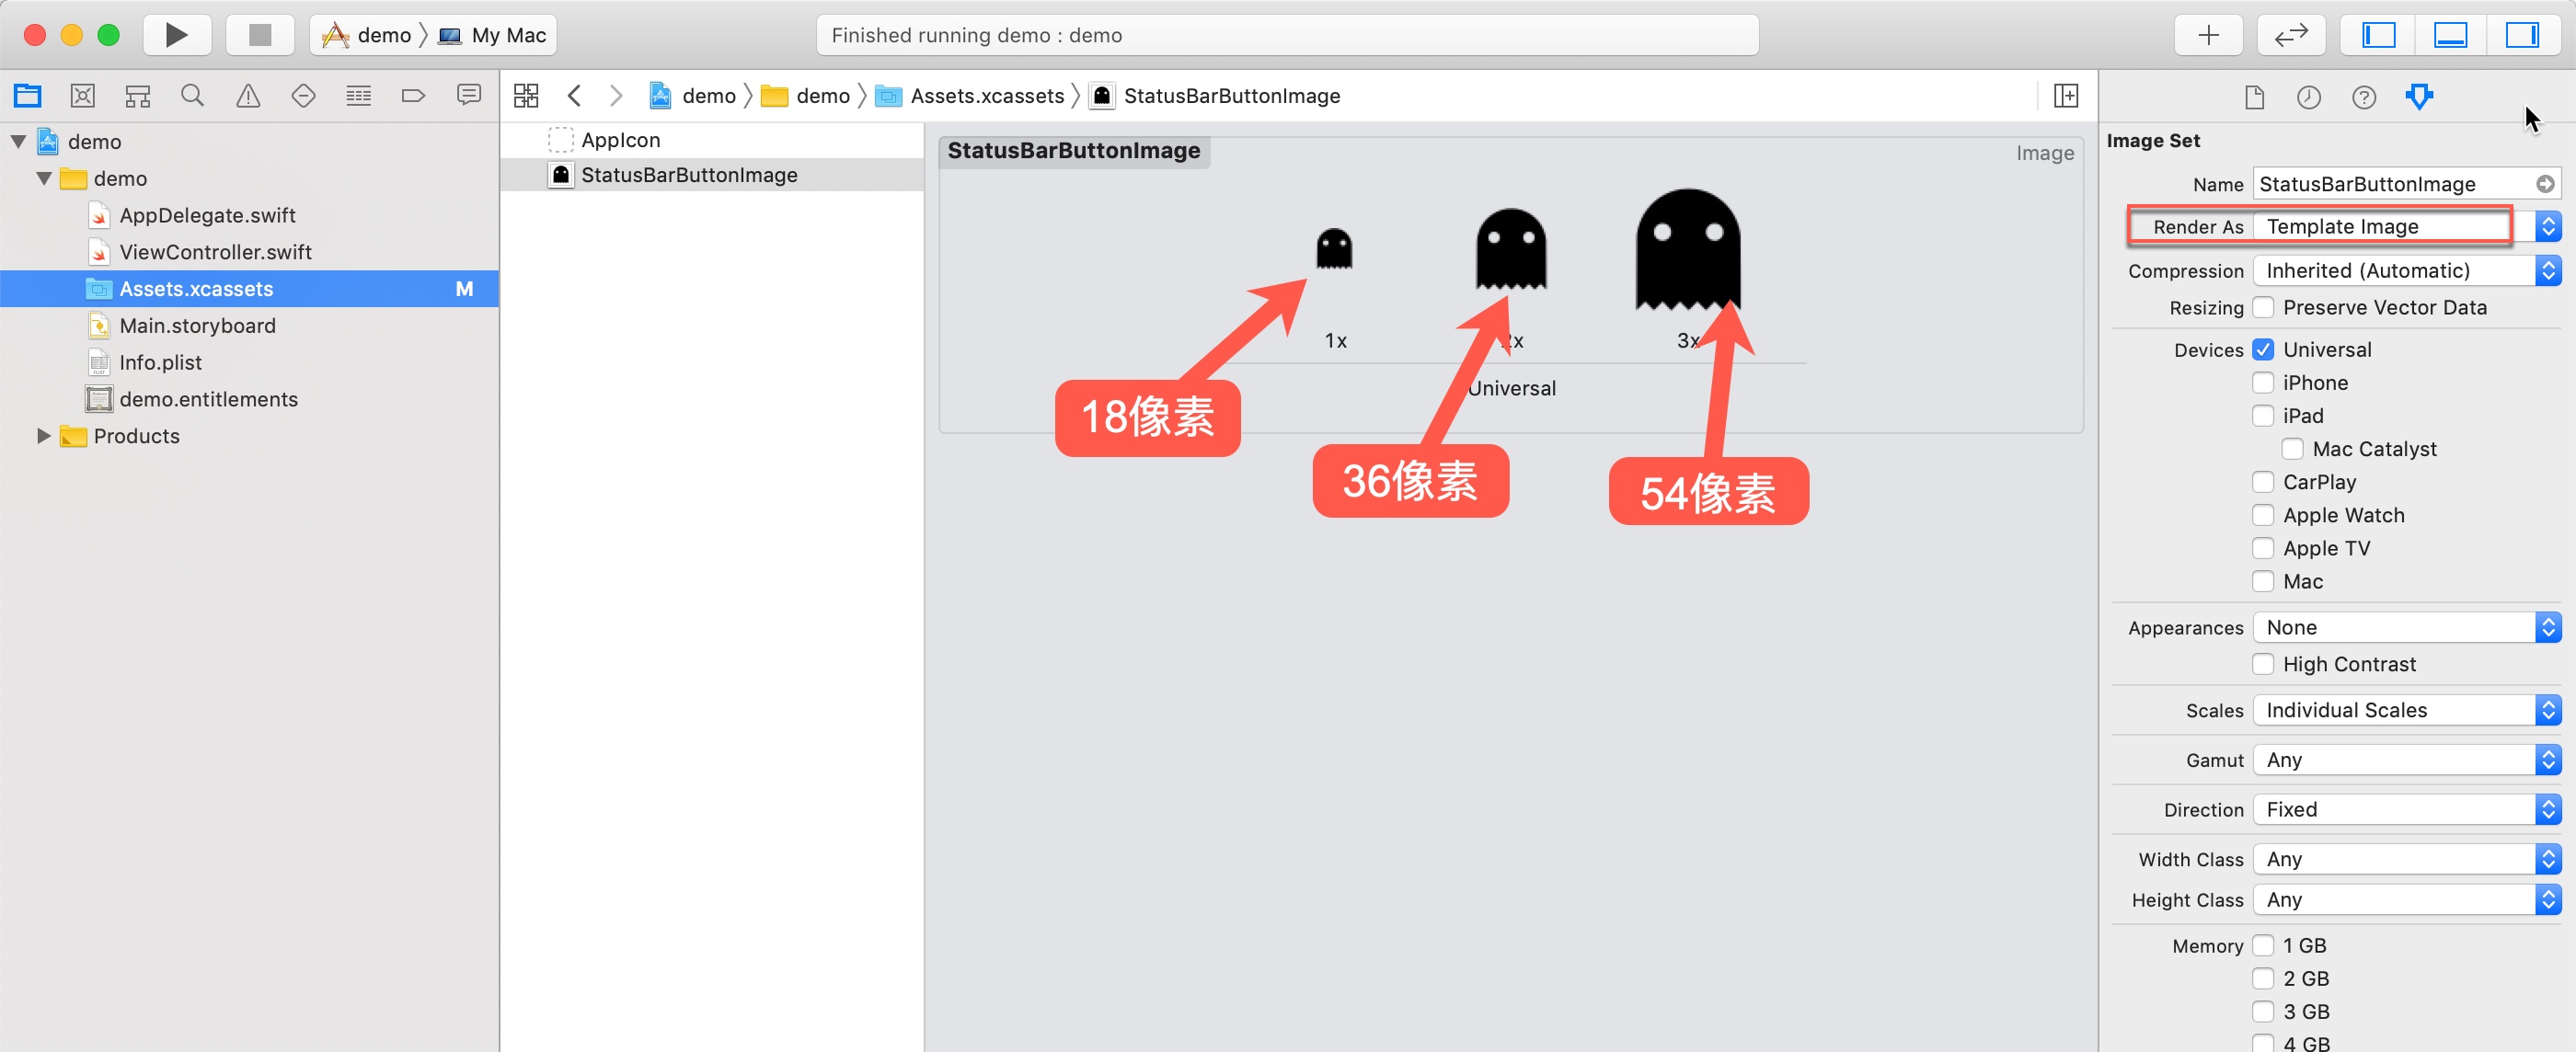 demo 〉 My Mac
Finished running demo : demo
demo 〉 demo 〉 Assets.xcassets 〉 StatusBarButtonImage
demo
demo
AppDelegate.swift
ViewController.swift
Assets.xcassets M
Main.storyboard
Info.plist
demo.entitlements
Products
AppIcon
StatusBarButtonImage
StatusBarButtonImage
Image
1x
2x
3x
Universal
18像素
36像素
54像素
Image Set
Name StatusBarButtonImage
Render As Template Image
Compression Inherited (Automatic)
Resizing Preserve Vector Data
Devices Universal
iPhone
iPad
Mac Catalyst
CarPlay
Apple Watch
Apple TV
Mac
Appearances None
High Contrast
Scales Individual Scales
Gamut Any
Direction Fixed
Width Class Any
Height Class Any
Memory 1 GB
2 GB
3 GB
4 GB